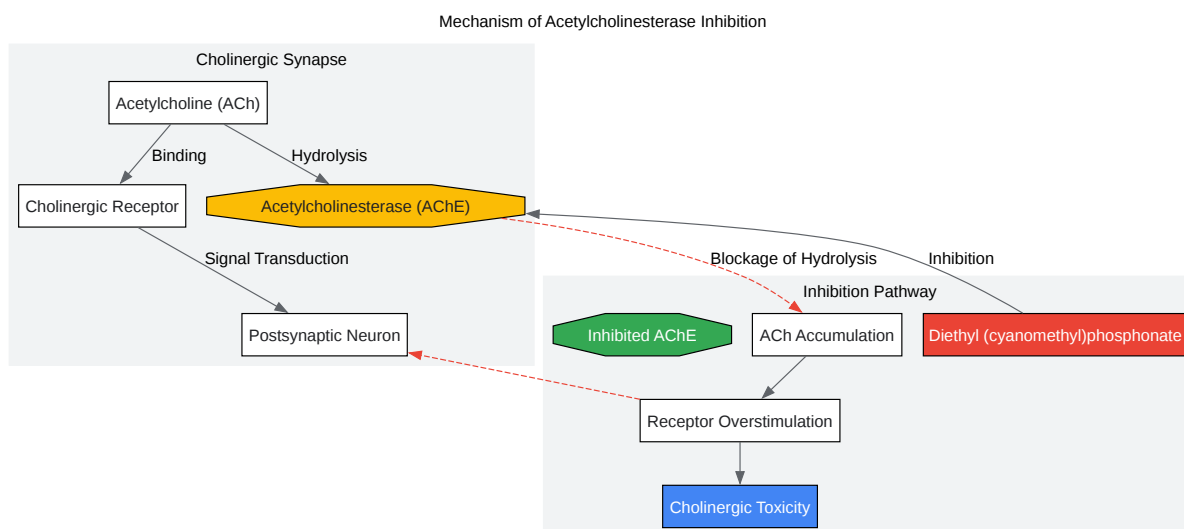 Mechanism of Acetylcholinesterase Inhibition
Cholinergic Synapse
Acetylcholine (ACh)
Binding
Hydrolysis
Cholinergic Receptor
Acetylcholinesterase (AChE)
Signal Transduction
Blockage of Hydrolysis
Inhibition
Inhibition Pathway
Postsynaptic Neuron
Inhibited AChE
ACh Accumulation
Diethyl (cyanomethyl)phosphonate
Receptor Overstimulation
Cholinergic Toxicity